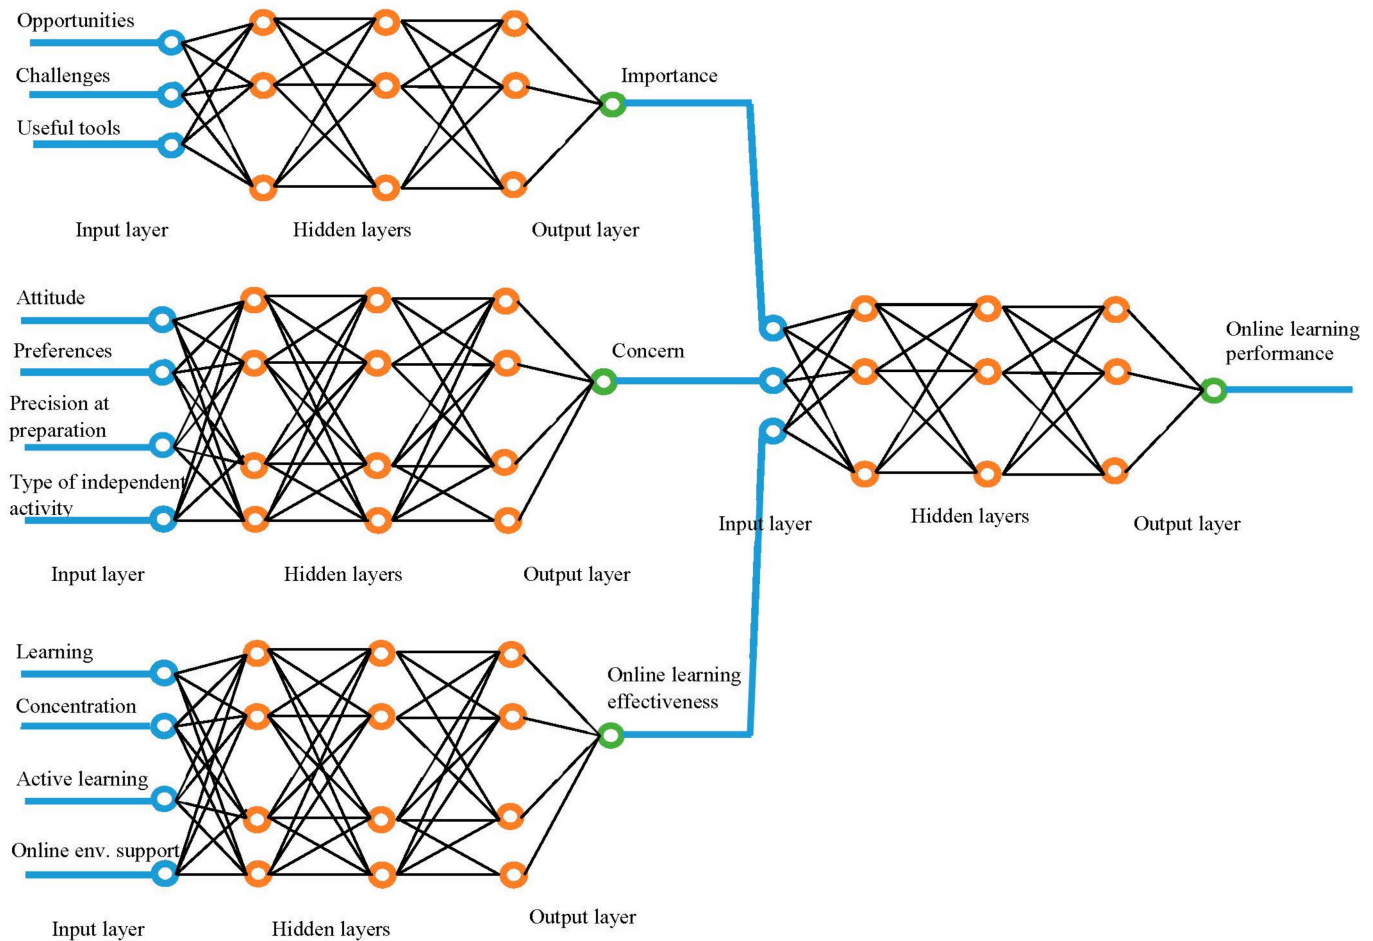 Opportunities
Challenges
Useful tools
Importance
Input layer
Hidden layers
Output layer
Attitude
Preferences
Precision at
preparation
Type of independent
activity
Concern
Input layer
Hidden layers
Output layer
Online learning
performance
Input layer
Hidden layers
Output layer
Learning
Concentration
Active learning
Online env. support
Online learning
effectiveness
Input layer
Hidden layers
Output layer